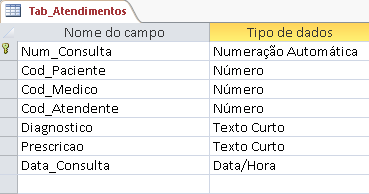 Tab_Atendimentos
Nome do campo Tipo de dados
Num_Consulta Numeração Automática
Cod_Paciente Número
Cod_Medico Número
Cod_Atendente Número
Diagnostico Texto Curto
Prescricao Texto Curto
Data_Consulta Data/Hora